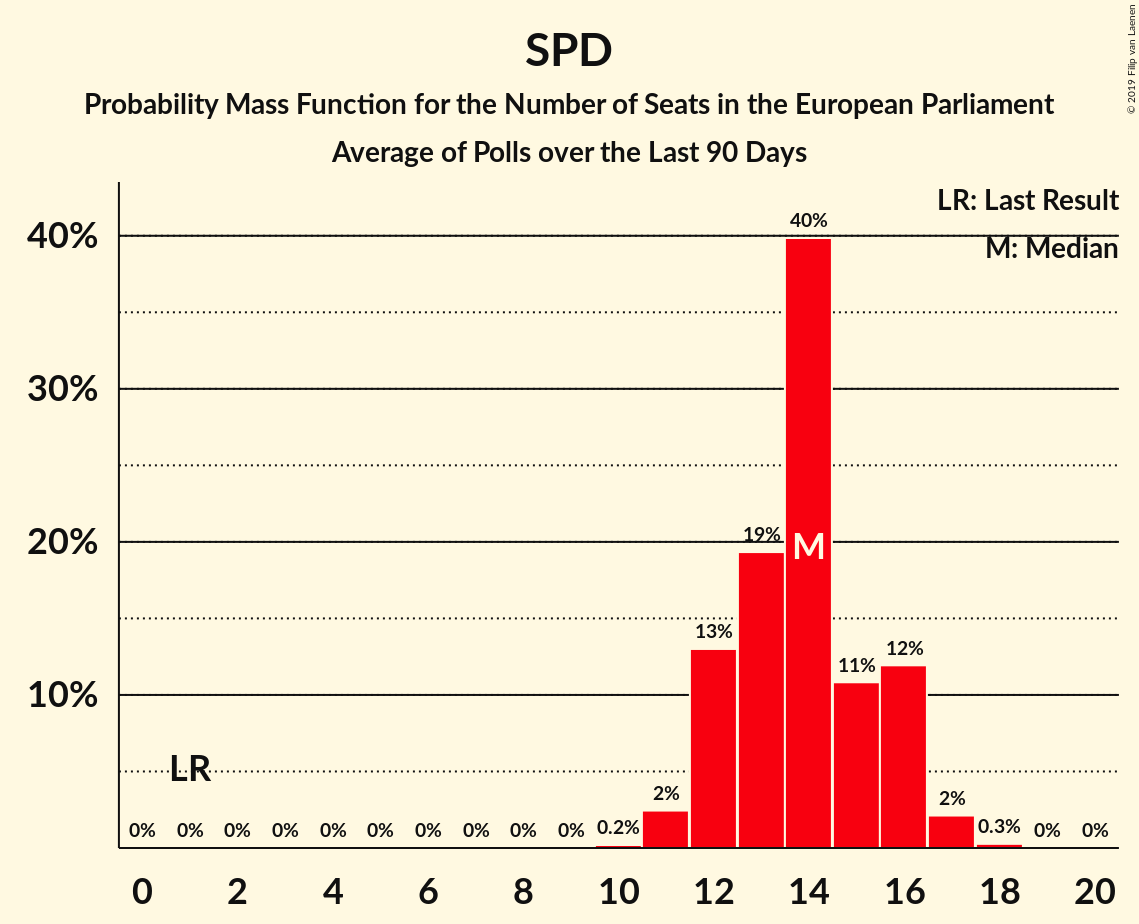 SPD
Probability Mass Function for the Number of Seats in the European Parliament
Average of Polls over the Last 90 Days
© 2019 Filip van Laenen
LR: Last Result
M: Median
40%
30%
20%
10%
0% 0% 0% 0% 0% 0% 0% 0% 0% 0% 0.2% 2% 13% 19% 40% 11% 12% 2% 0.3% 0% 0%
LR
M
0 2 4 6 8 10 12 14 16 18 20